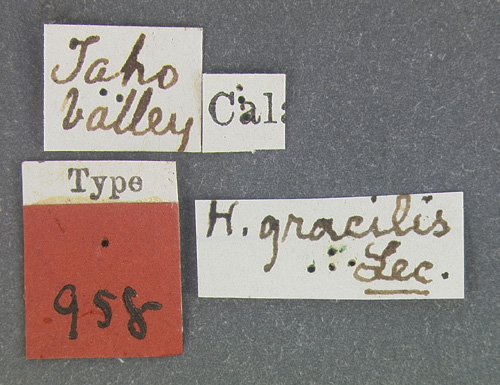 Taho
Valley
Cal
Type
958
H. gracilis
Lec.